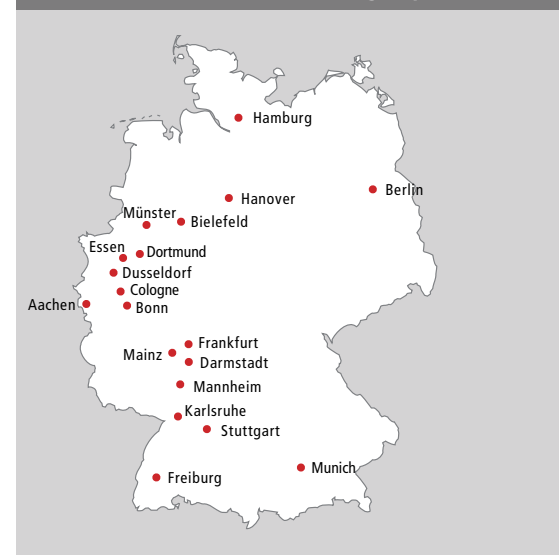 Hamburg
Berlin
Hanover
Münster
Bielefeld
Essen
Dortmund
Dusseldorf
Cologne
Aachen
Bonn
Frankfurt
Mainz
Darmstadt
Mannheim
Karlsruhe
Stuttgart
Munich
Freiburg